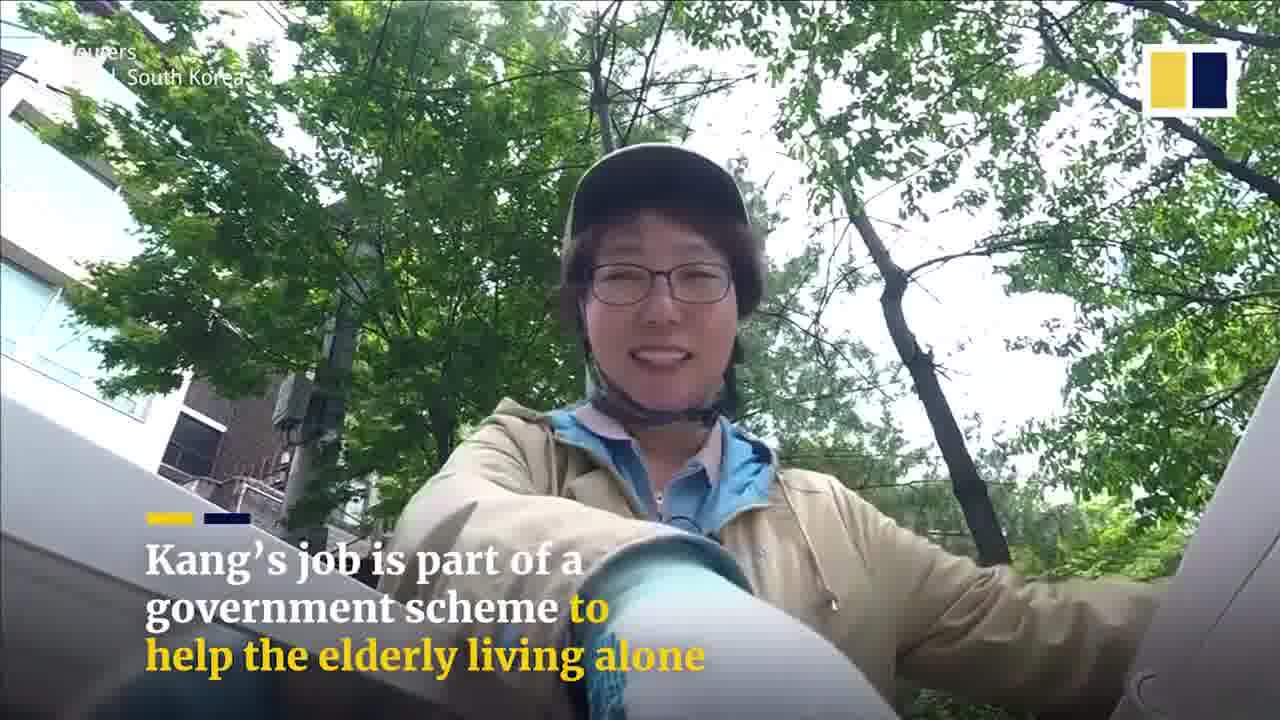 Reuters
, South Korea
Kang’s job is part of a
government scheme to
help the elderly living alone